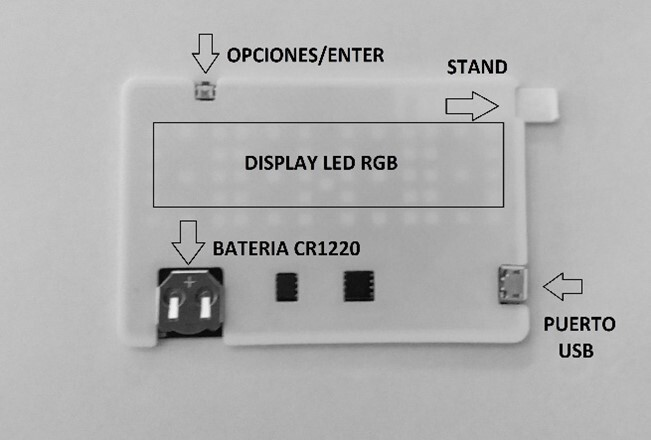 OPCIONES/ENTER
STAND
DISPLAY LED RGB
BATERIA CR1220
+
PUERTO
USB